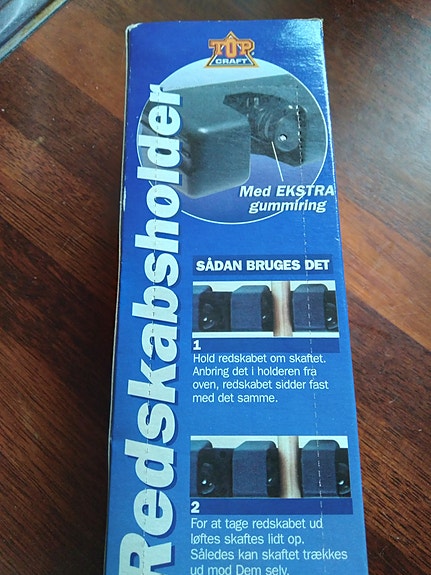 TOP
CRAFT
Redskabsholder
Med EKSTRA
gummiring
SÅDAN BRUGES DET
1
Hold redskabet om skaftet.
Anbring det i holderen fra
oven, redskabet sidder fast
med det samme.
2
For at tage redskabet ud
løftes skaftes lidt op.
Således kan skaftet trækkes
ud mod Dem selv.